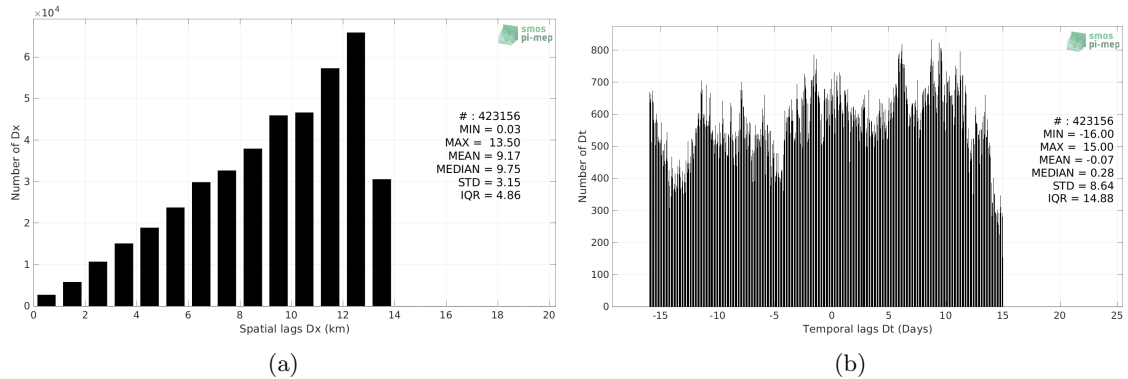 ×10⁴
6
5
4
3
2
1
0
Number of Dx
0 2 4 6 8 10 12 14 16 18 20
Spatial lags Dx (km)
smos
pi-mep
# : 423156
MIN = 0.03
MAX = 13.50
MEAN = 9.17
MEDIAN = 9.75
STD = 3.15
IQR = 4.86
(a)
800
700
600
500
400
300
200
100
0
Number of Dt
-15 -10 -5 0 5 10 15 20 25
Temporal lags Dt (Days)
smos
pi-mep
# : 423156
MIN = -16.00
MAX = 15.00
MEAN = -0.07
MEDIAN = 0.28
STD = 8.64
IQR = 14.88
(b)